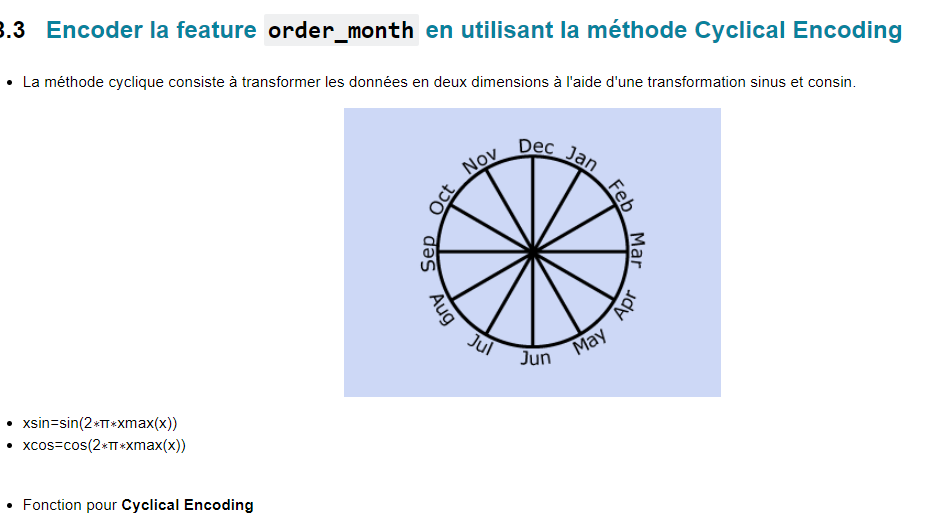 3.3 Encoder la feature order_month en utilisant la méthode Cyclical Encoding
• La méthode cyclique consiste à transformer les données en deux dimensions à l'aide d'une transformation sinus et consin.
Dec
Jan
Feb
Mar
Apr
May
Jun
Jul
Aug
Sep
Oct
Nov
• xsin=sin(2∗π∗xmax(x))
• xcos=cos(2∗π∗xmax(x))
• Fonction pour Cyclical Encoding